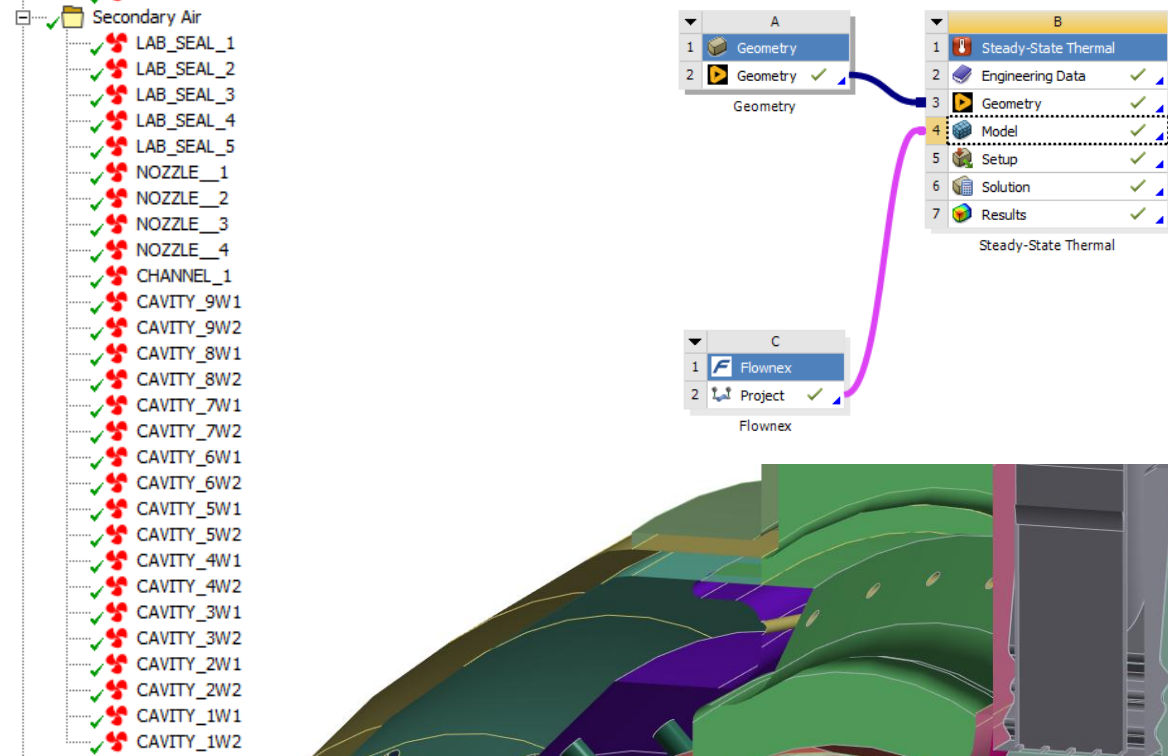 Secondary Air
LAB_SEAL_1
LAB_SEAL_2
LAB_SEAL_3
LAB_SEAL_4
LAB_SEAL_5
NOZZLE__1
NOZZLE__2
NOZZLE__3
NOZZLE__4
CHANNEL_1
CAVITY_9W1
CAVITY_9W2
CAVITY_8W1
CAVITY_8W2
CAVITY_7W1
CAVITY_7W2
CAVITY_6W1
CAVITY_6W2
CAVITY_5W1
CAVITY_5W2
CAVITY_4W1
CAVITY_4W2
CAVITY_3W1
CAVITY_3W2
CAVITY_2W1
CAVITY_2W2
CAVITY_1W1
CAVITY_1W2
A
1 Geometry
2 Geometry
Geometry
B
1 Steady-State Thermal
2 Engineering Data
3 Geometry
4 Model
5 Setup
6 Solution
7 Results
Steady-State Thermal
C
1 F Flownex
2 Project
Flownex